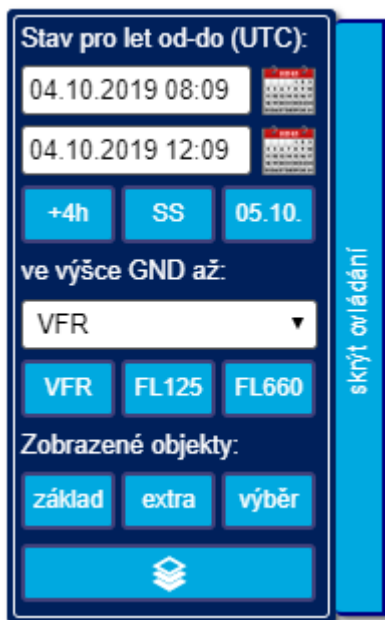 Stav pro let od-do (UTC):
04.10.2019 08:09
04.10.2019 12:09
+4h SS 05.10.
ve výšce GND až:
VFR
VFR FL125 FL660
Zobrazené objekty:
základ extra výběr
skrýt ovládání